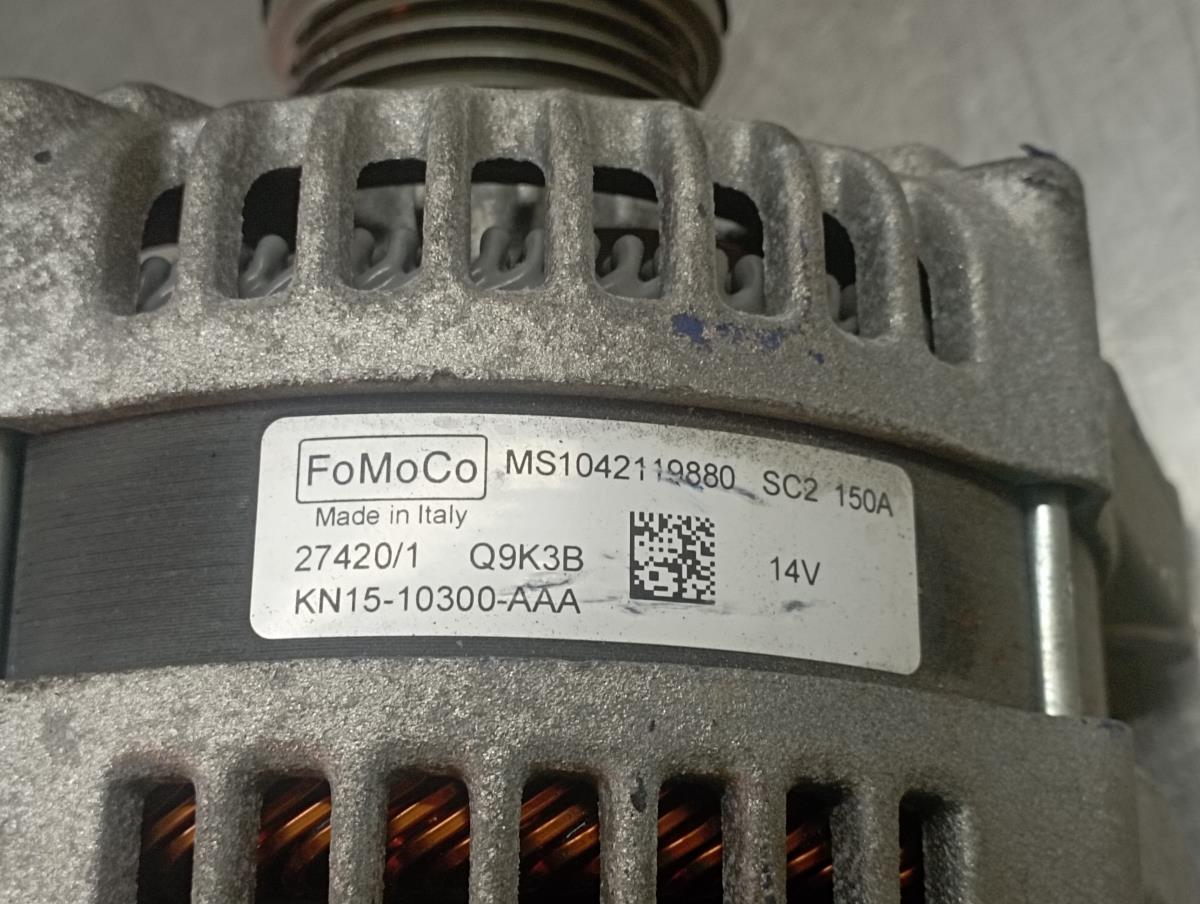 FoMoCo MS1042119880 SC2 150A
Made in Italy
27420/1 Q9K3B 14V
KN15-10300-AAA